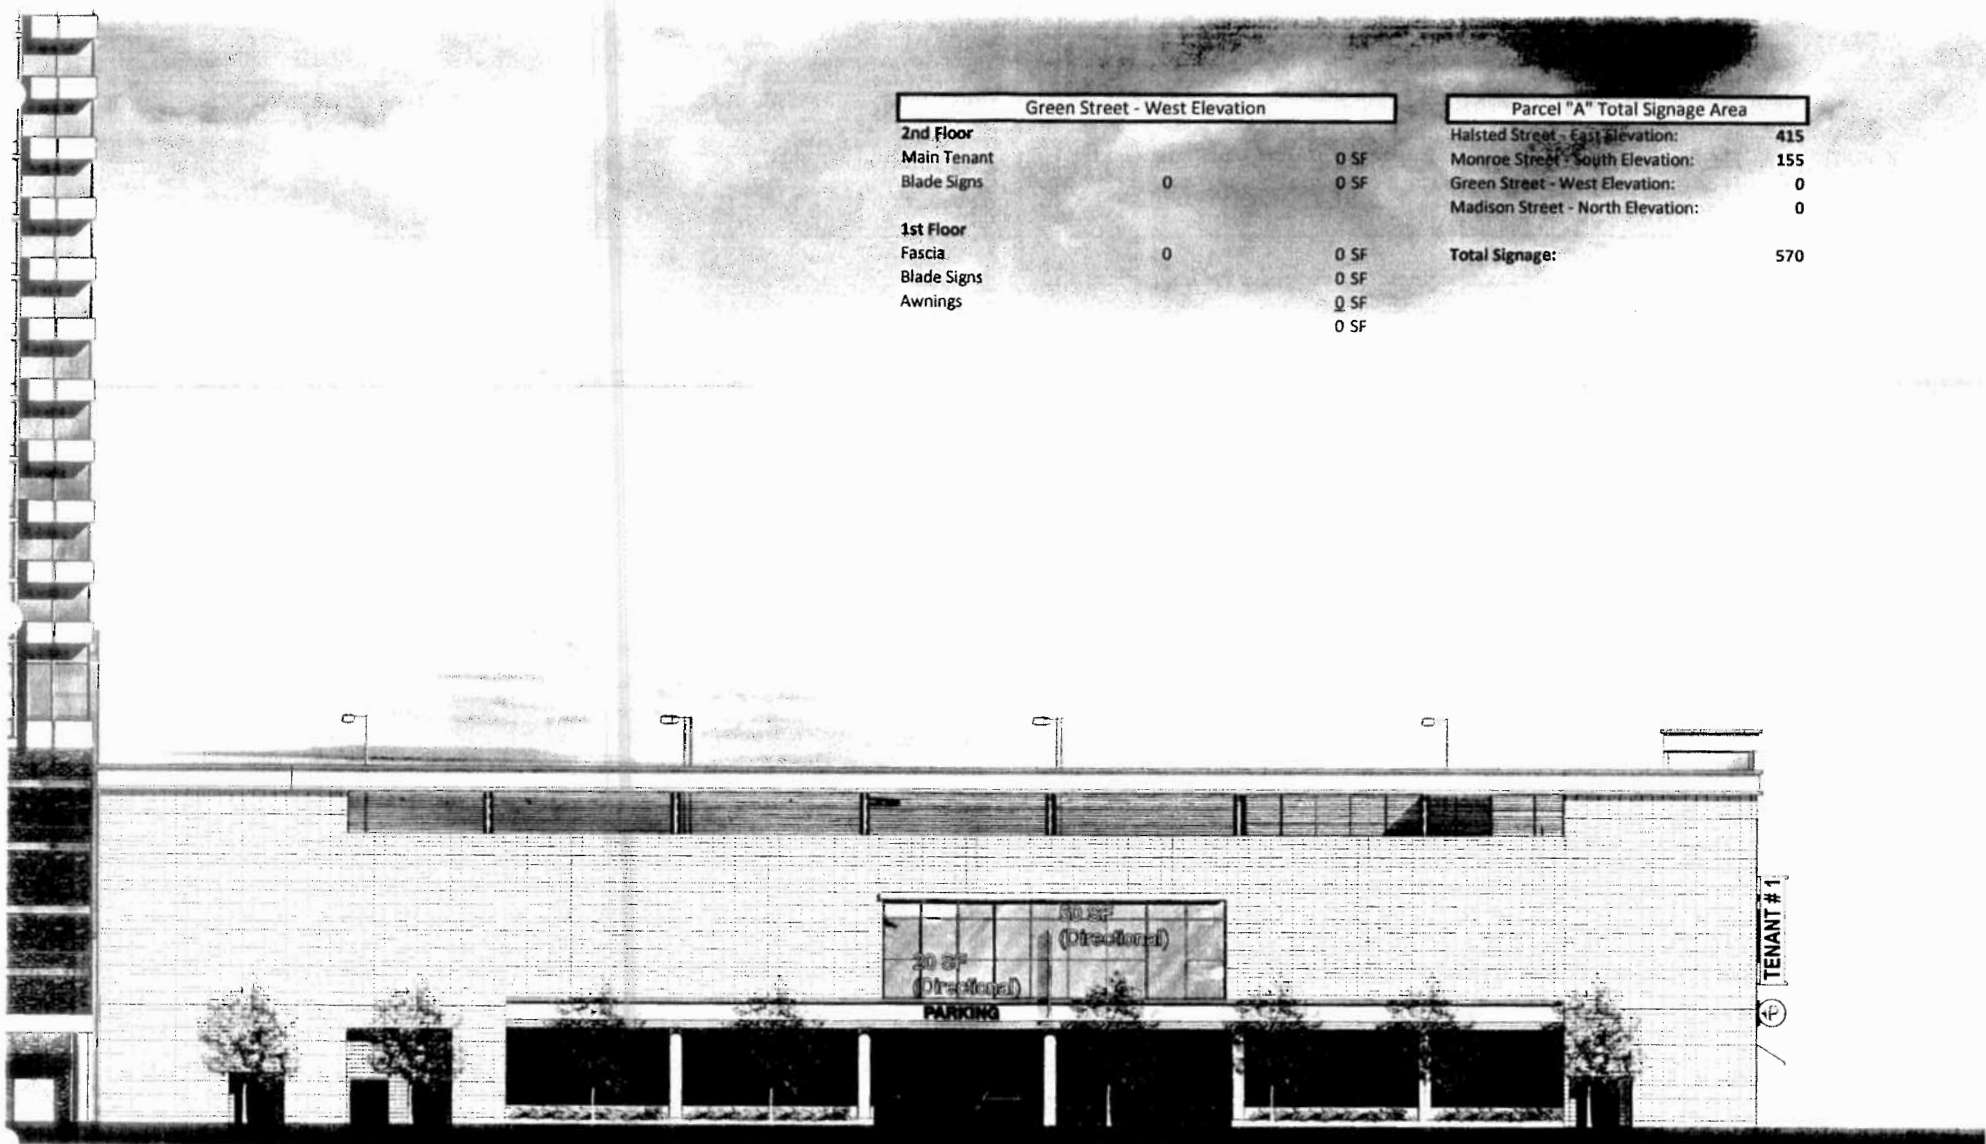 Green Street - West Elevation
2nd Floor
Main Tenant 0 SF
Blade Signs 0 0 SF
1st Floor
Fascia 0 0 SF
Blade Signs 0 SF
Awnings 0 SF
0 SF
Parcel "A" Total Signage Area
Halsted Street - East Elevation: 415
Monroe Street - South Elevation: 155
Green Street - West Elevation: 0
Madison Street - North Elevation: 0
Total Signage: 570
SF
(Directional)
20 SF
(Directional)
PARKING
TENANT # 1
P